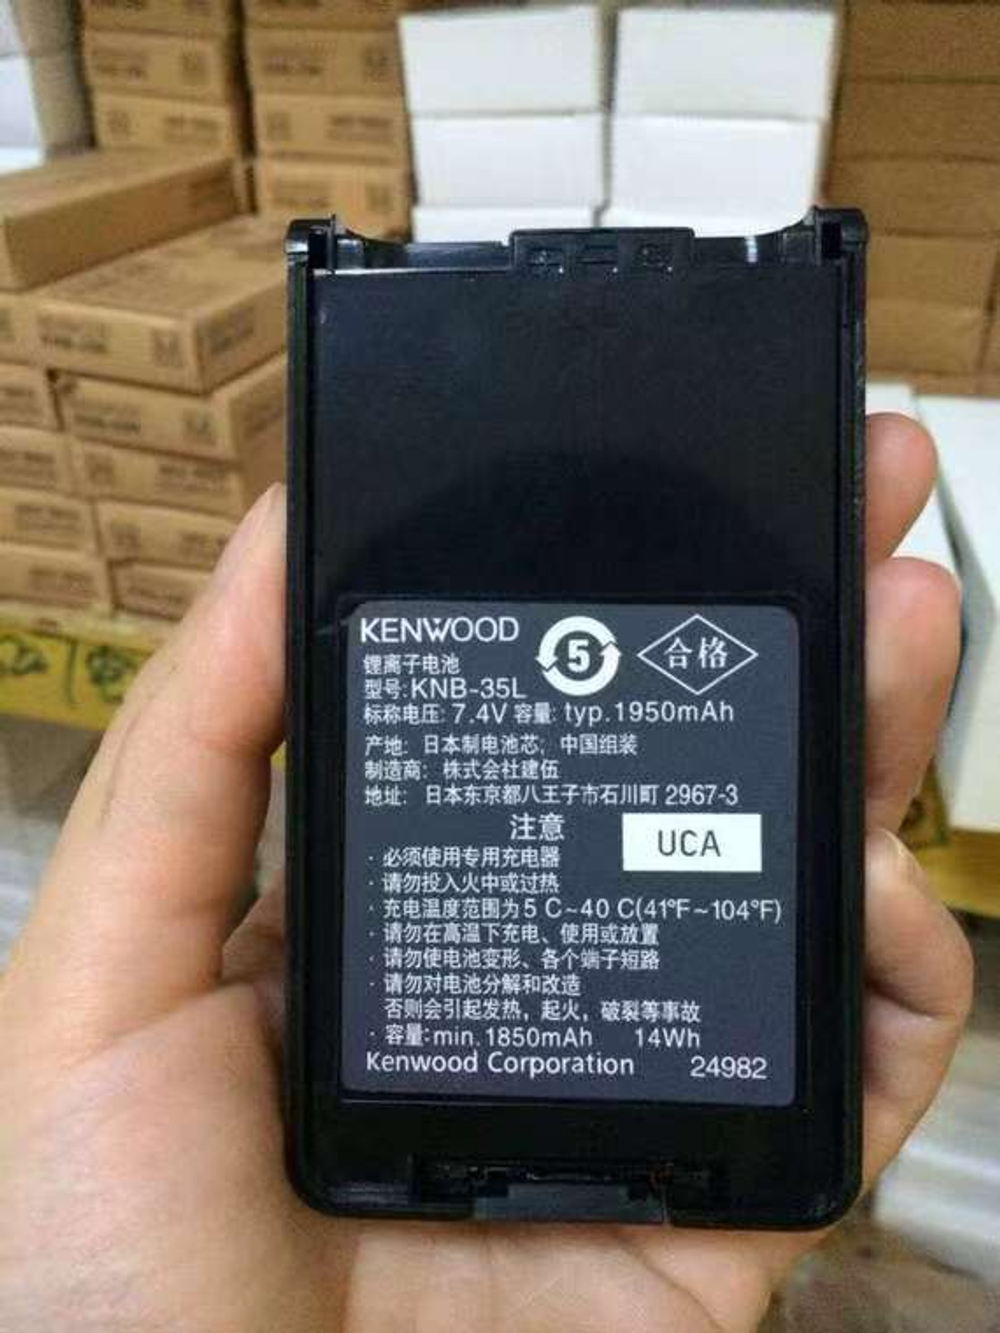 KENWOOD
5
合格
锂离子电池
型号:KNB-35L
标称电压: 7.4V 容量: typ.1950mAh
产地: 日本制电池芯; 中国组装
制造商: 株式会社建伍
地址: 日本东京都八王子市石川町 2967-3
注意
UCA
· 必须使用专用充电器
· 请勿投入火中或过热
· 充电温度范围为5 C~40 C(41°F~104°F)
· 请勿在高温下充电、使用或放置
· 请勿使电池变形、各个端子短路
· 请勿对电池分解和改造
否则会引起发热，起火，破裂等事故
· 容量:min.1850mAh 14Wh
Kenwood Corporation 24982